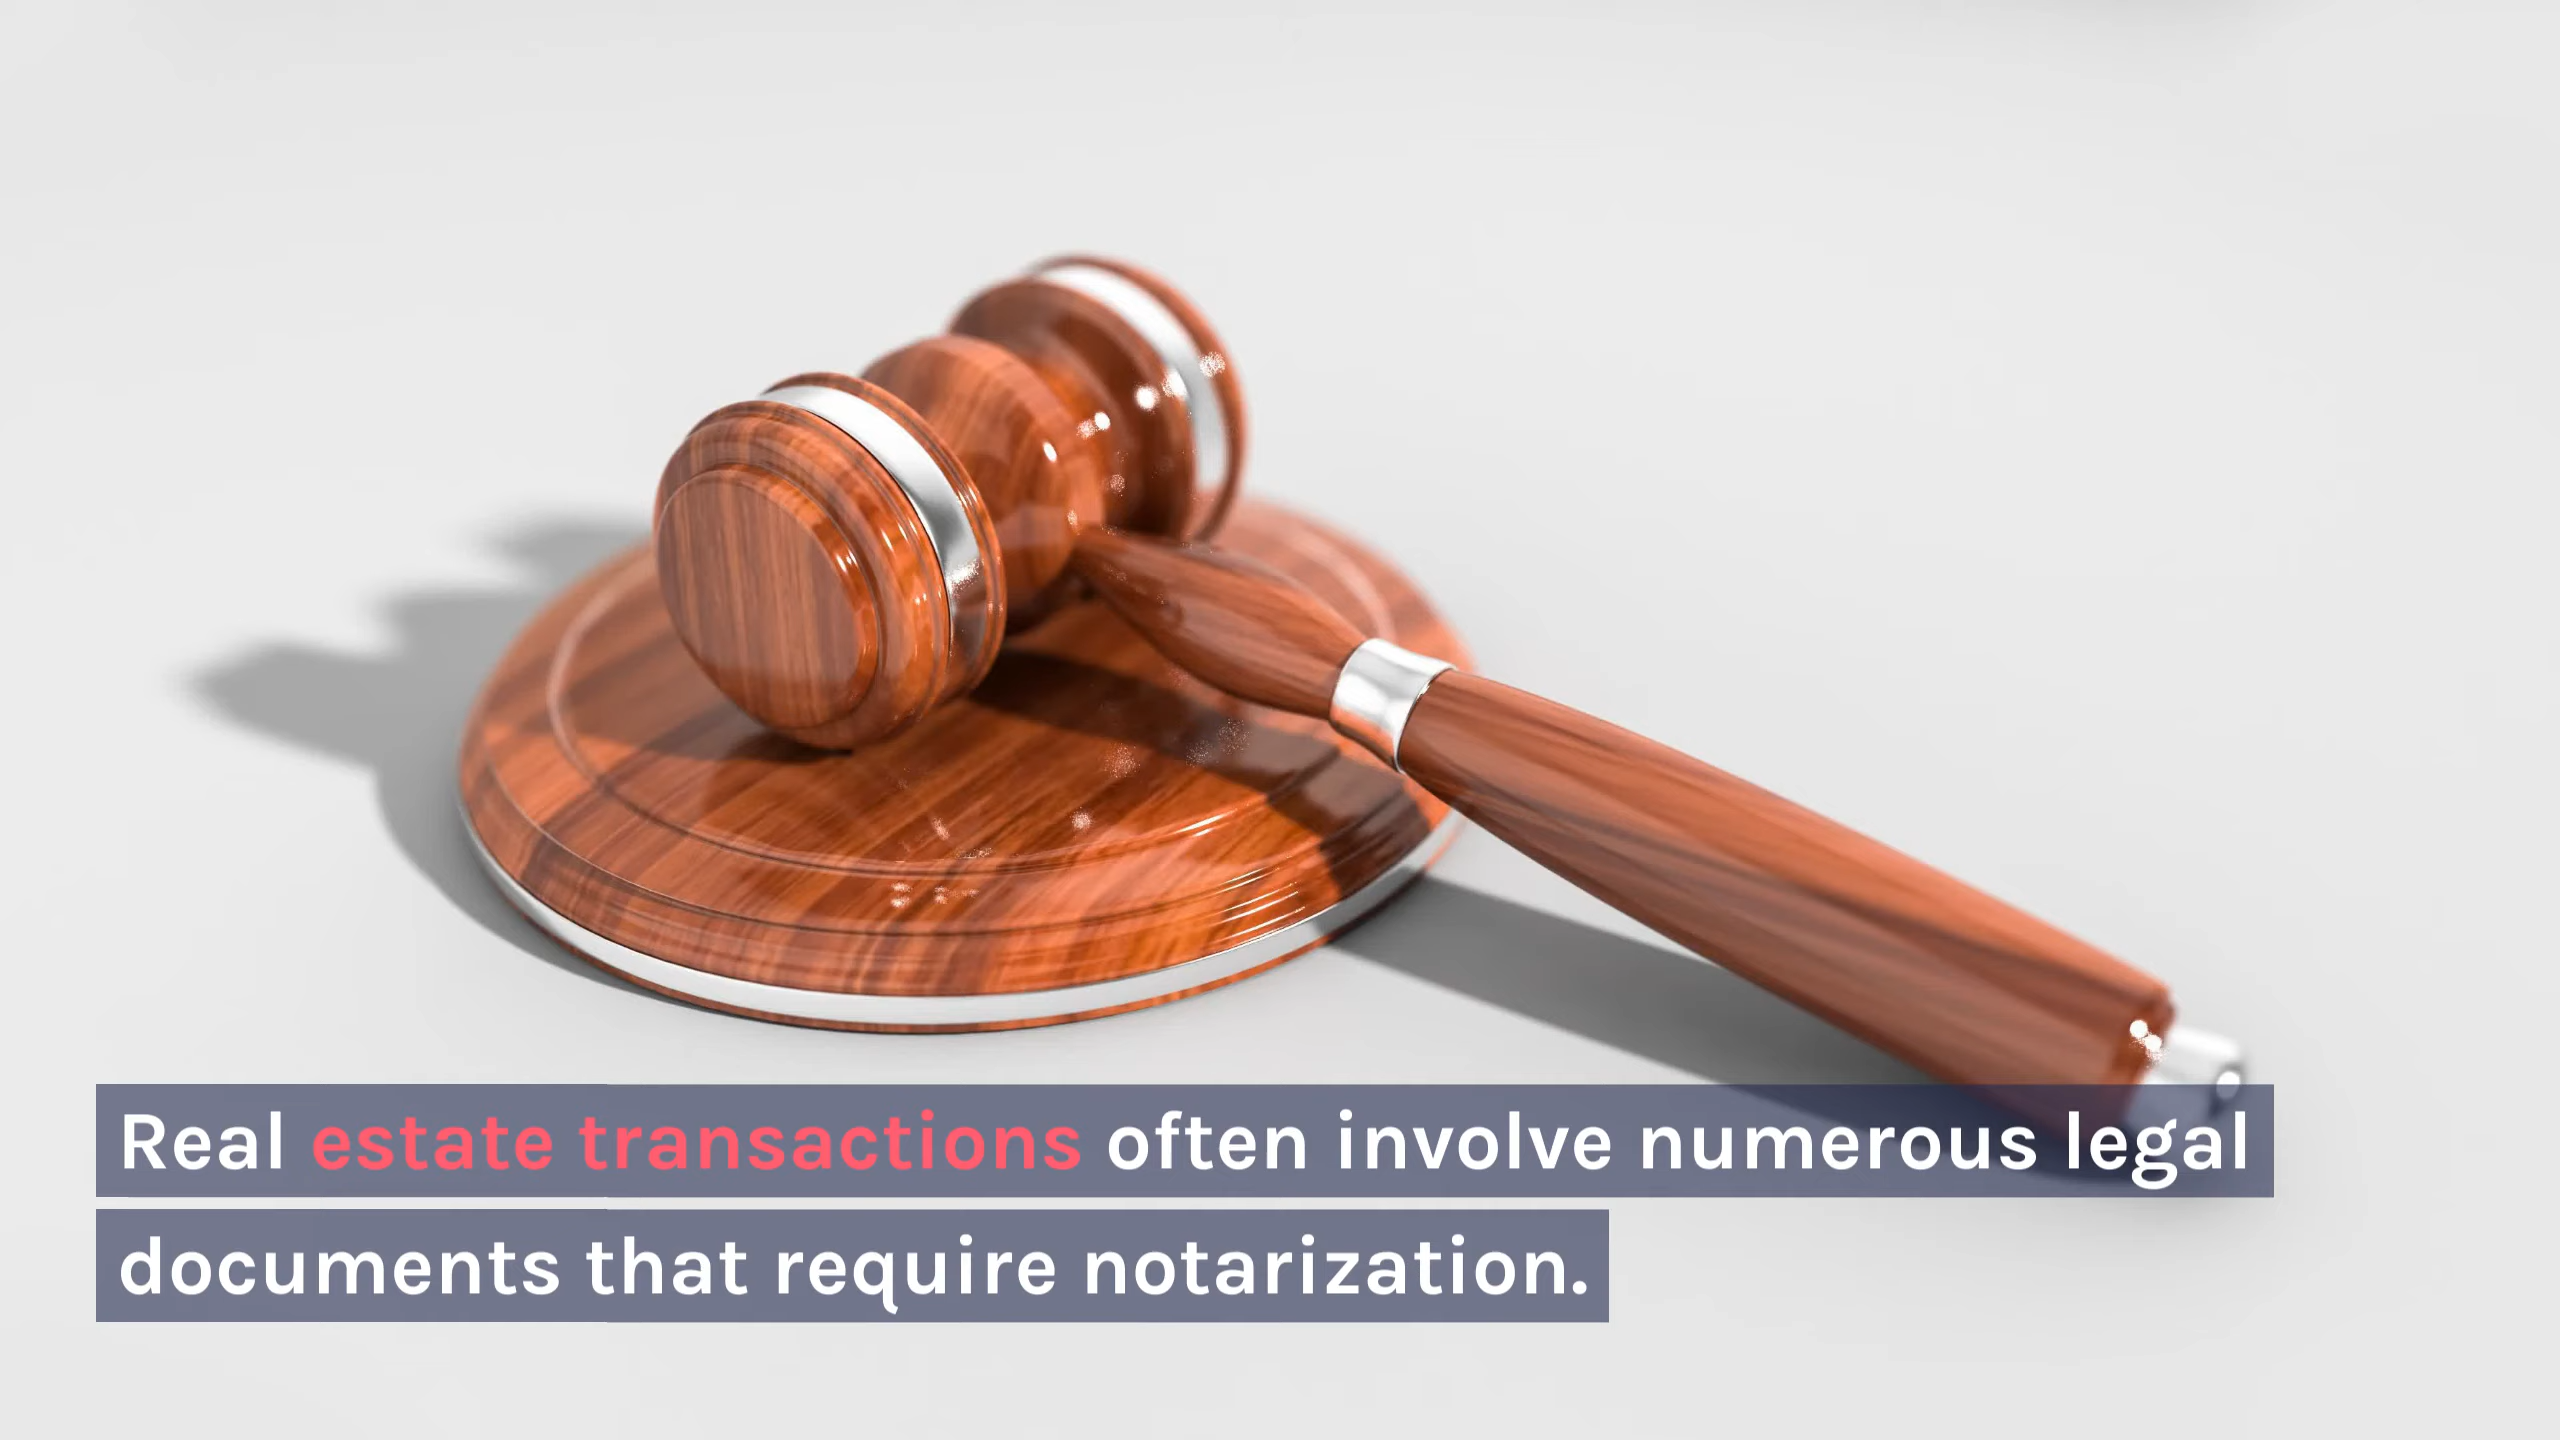 Real estate transactions often involve numerous legal
documents that require notarization.